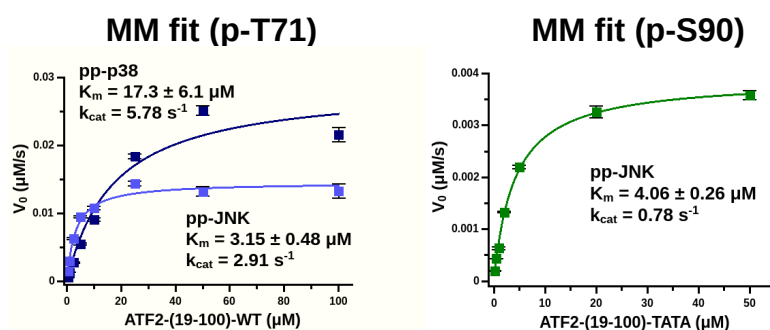 MM fit (p-T71)
pp-p38
Kₘ = 17.3 ± 6.1 μM
k_cat = 5.78 s⁻¹
pp-JNK
Kₘ = 3.15 ± 0.48 μM
k_cat = 2.91 s⁻¹
V₀ (μM/s)
0.03
0.02
0.01
0
0 20 40 60 80 100
ATF2-(19-100)-WT (μM)
MM fit (p-S90)
pp-JNK
Kₘ = 4.06 ± 0.26 μM
k_cat = 0.78 s⁻¹
V₀ (μM/s)
0.004
0.003
0.002
0.001
0
0 10 20 30 40 50
ATF2-(19-100)-TATA (μM)